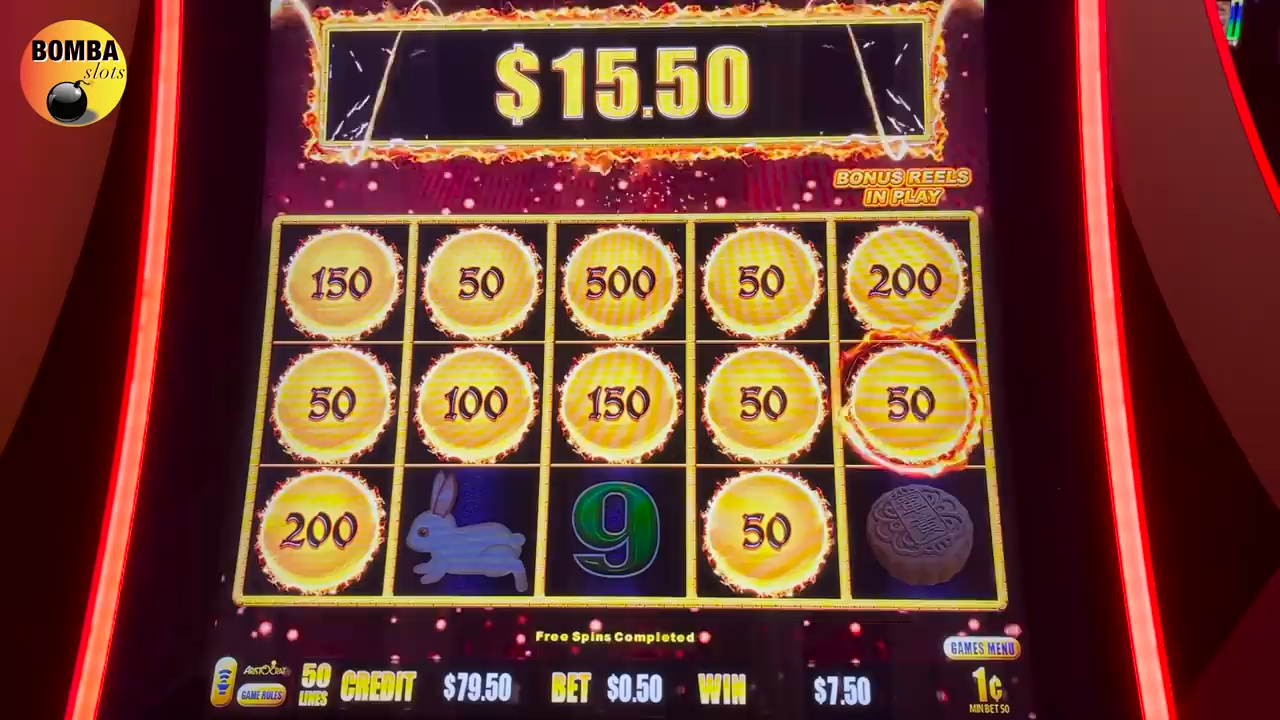 BOMBA
slots
$15.50
BONUS REELS
IN PLAY
150 50 500 50 200
50 100 150 50 50
200 9 50
Free Spins Completed
GAMES MENU
ARISTOCRAT
GAME RULES
50
LINES
CREDIT $79.50 BET $0.50 WIN $7.50
1¢
MIN BET 50